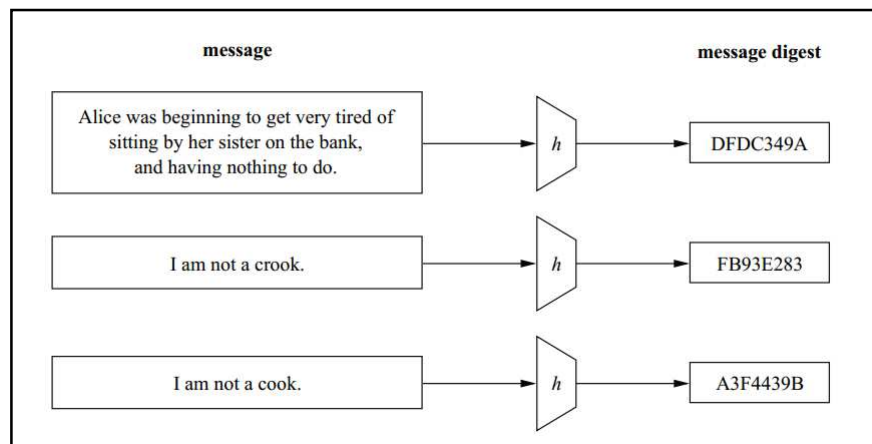 message
message digest
Alice was beginning to get very tired of
sitting by her sister on the bank,
and having nothing to do.
h
DFDC349A
I am not a crook.
h
FB93E283
I am not a cook.
h
A3F4439B